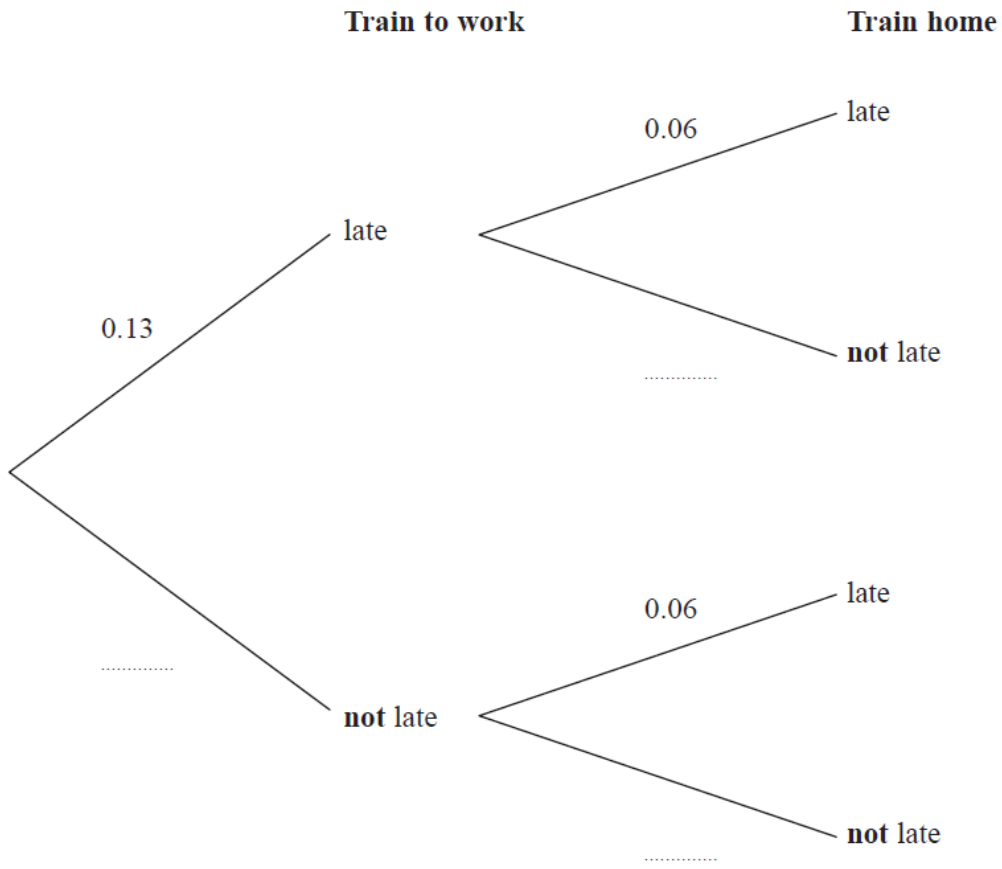 Train to work Train home
late
0.06
late
0.13
not late
..............
late
0.06
..............
not late
not late
..............